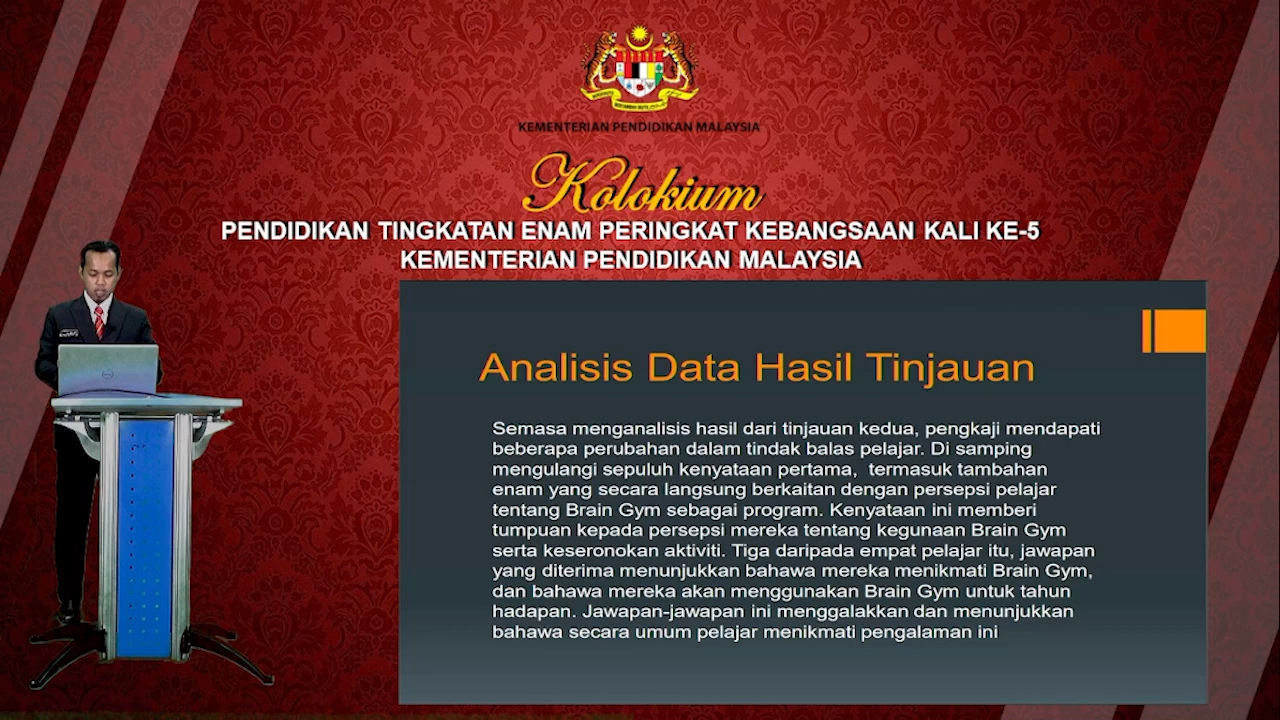 KEMENTERIAN PENDIDIKAN MALAYSIA
Kolokium
PENDIDIKAN TINGKATAN ENAM PERINGKAT KEBANGSAAN KALI KE-5
KEMENTERIAN PENDIDIKAN MALAYSIA
Analisis Data Hasil Tinjauan
Semasa menganalisis hasil dari tinjauan kedua, pengkaji mendapati
beberapa perubahan dalam tindak balas pelajar. Di samping
mengulangi sepuluh kenyataan pertama,  termasuk tambahan
enam yang secara langsung berkaitan dengan persepsi pelajar
tentang Brain Gym sebagai program. Kenyataan ini memberi
tumpuan kepada persepsi mereka tentang kegunaan Brain Gym
serta keseronokan aktiviti. Tiga daripada empat pelajar itu, jawapan
yang diterima menunjukkan bahawa mereka menikmati Brain Gym,
dan bahawa mereka akan menggunakan Brain Gym untuk tahun
hadapan. Jawapan-jawapan ini menggalakkan dan menunjukkan
bahawa secara umum pelajar menikmati pengalaman ini